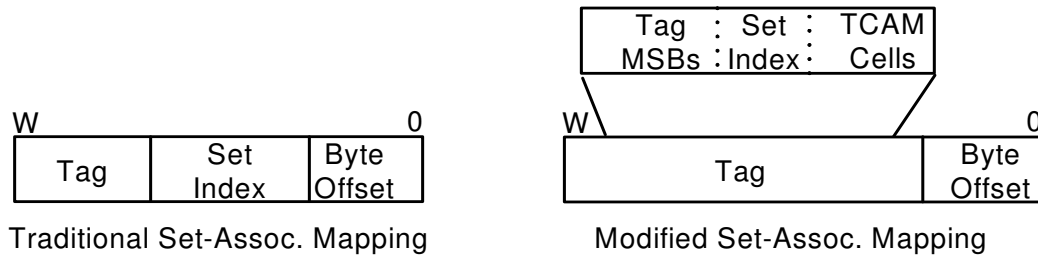 Tag Set TCAM
MSBs Index Cells
W 0 W 0
Tag Set Index Byte Offset Tag Byte Offset
Traditional Set-Assoc. Mapping Modified Set-Assoc. Mapping